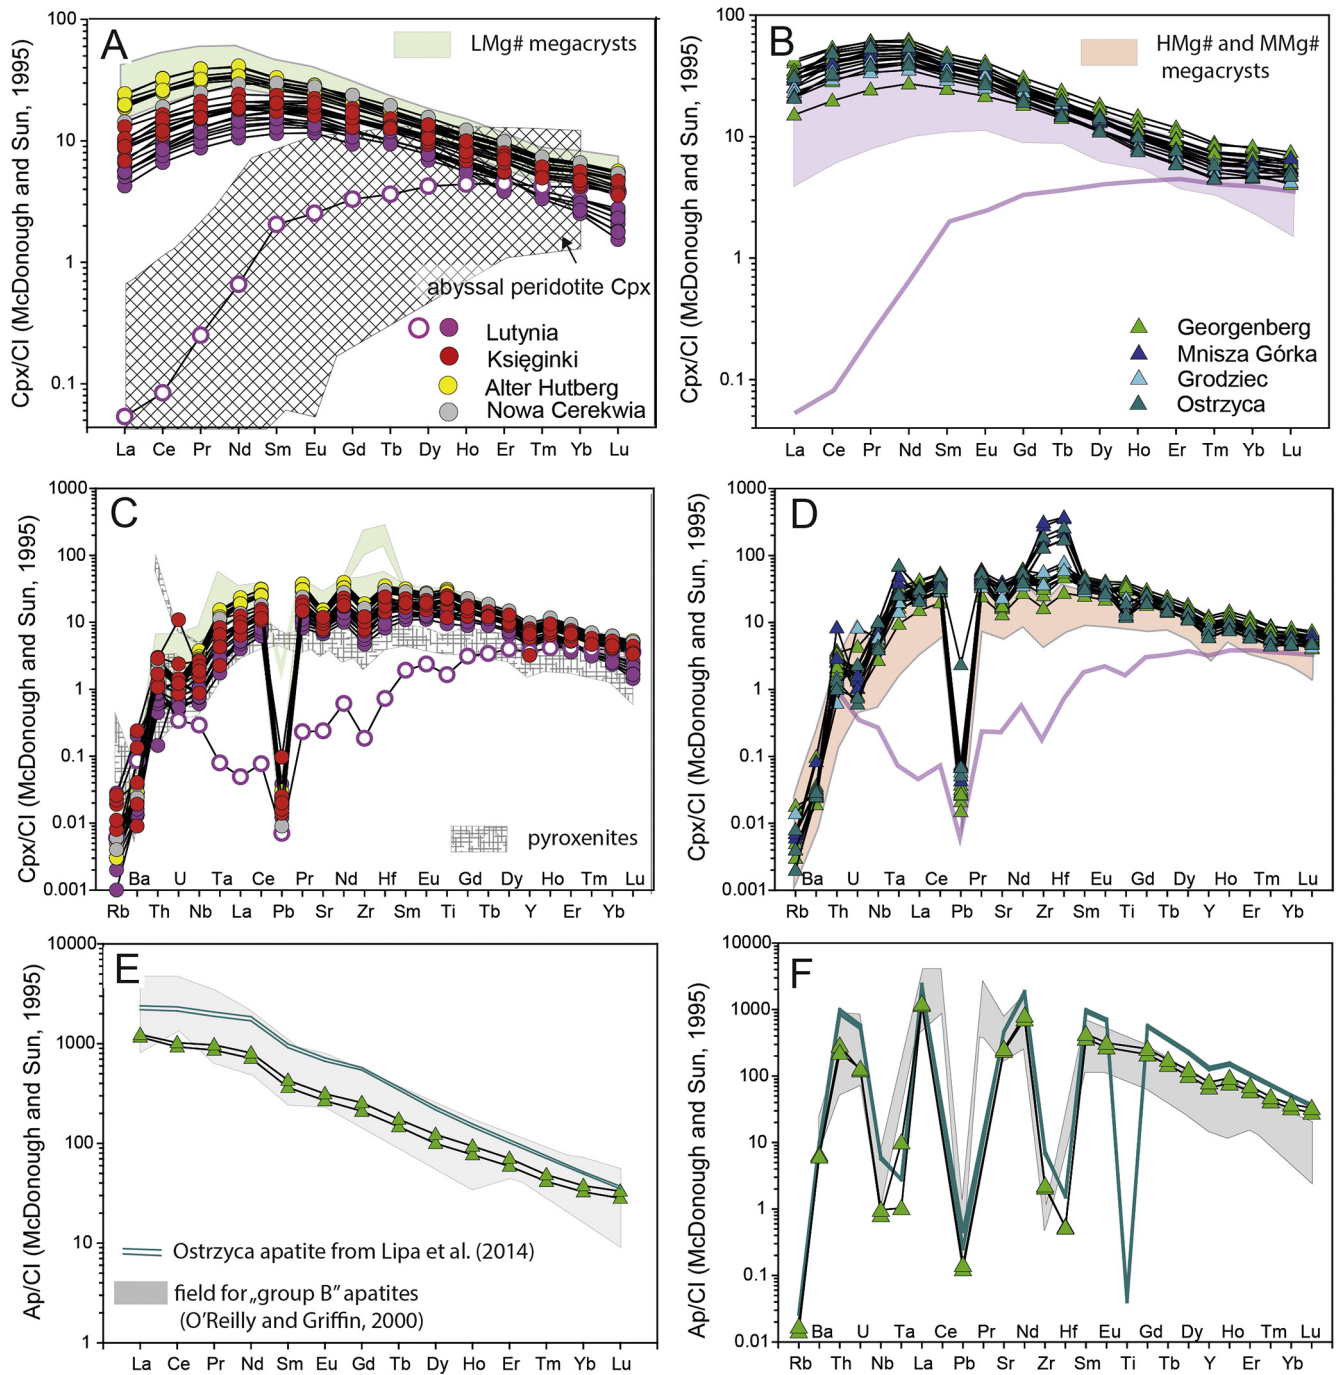 A
Cpx/CI (McDonough and Sun, 1995)
100
10
1
0.1
LMg# megacrysts
abyssal peridotite Cpx
Lutynia
Księginki
Alter Hutberg
Nowa Cerekwia
La Ce Pr Nd Sm Eu Gd Tb Dy Ho Er Tm Yb Lu
B
Cpx/CI (McDonough and Sun, 1995)
100
10
1
0.1
HMg# and MMg#
megacrysts
Georgenberg
Mnisza Górka
Grodziec
Ostrzyca
La Ce Pr Nd Sm Eu Gd Tb Dy Ho Er Tm Yb Lu
C
Cpx/CI (McDonough and Sun, 1995)
1000
100
10
1
0.1
0.01
0.001
pyroxenites
Ba U Ta Ce Pr Nd Hf Eu Gd Dy Ho Tm Lu
Rb Th Nb La Pb Sr Zr Sm Ti Tb Y Er Yb
D
Cpx/CI (McDonough and Sun, 1995)
1000
100
10
1
0.1
0.01
0.001
Ba U Ta Ce Pr Nd Hf Eu Gd Dy Ho Tm Lu
Rb Th Nb La Pb Sr Zr Sm Ti Tb Y Er Yb
E
Ap/CI (McDonough and Sun, 1995)
10000
1000
100
10
1
Ostrzyca apatite from Lipa et al. (2014)
field for „group B” apatites
(O'Reilly and Griffin, 2000)
La Ce Pr Nd Sm Eu Gd Tb Dy Ho Er Tm Yb Lu
F
Ap/CI (McDonough and Sun, 1995)
10000
1000
100
10
1
0.1
0.01
Ba U Ta Ce Pr Nd Hf Eu Gd Dy Ho Tm Lu
Rb Th Nb La Pb Sr Zr Sm Ti Tb Y Er Yb